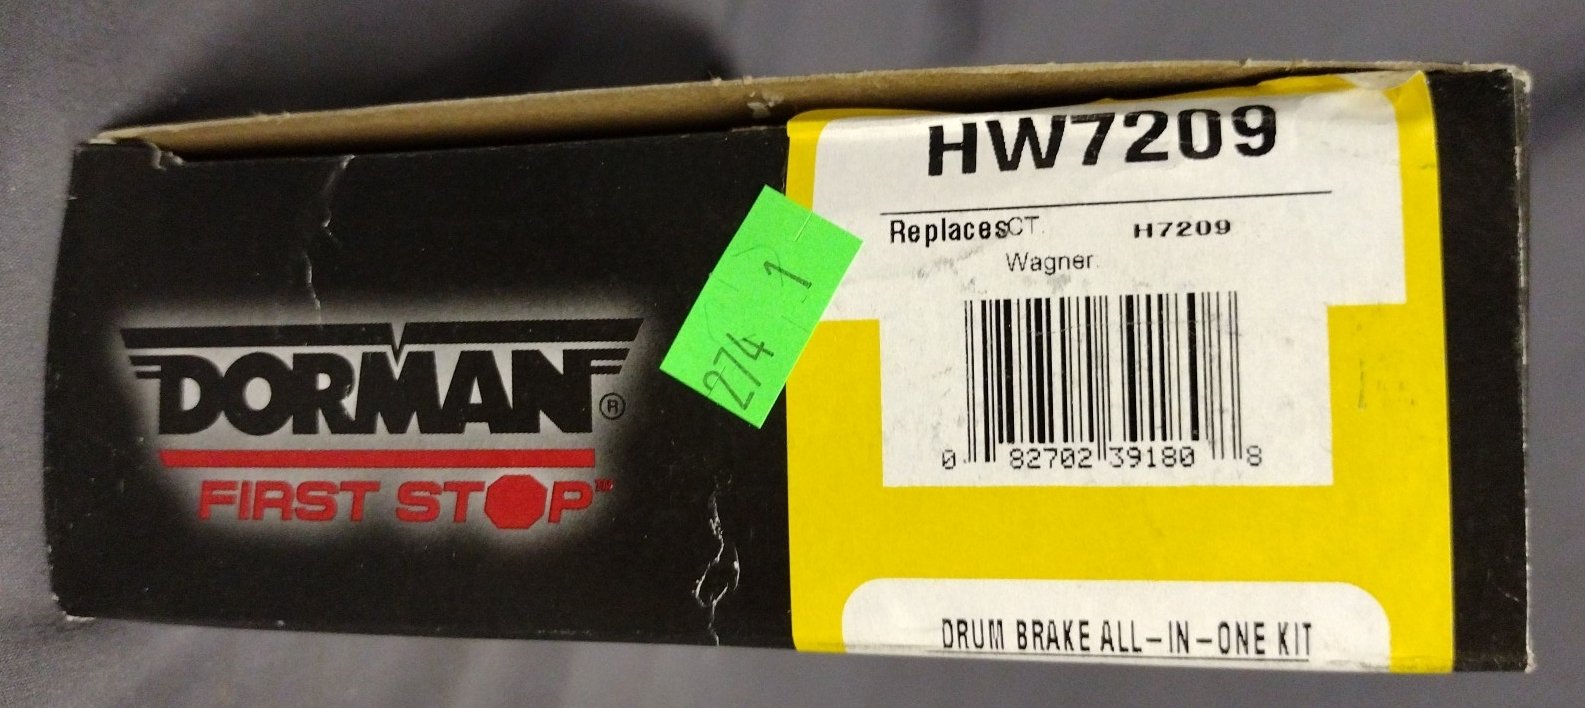 DORMAN®
FIRST STOP™
274
1
HW7209
Replaces CT. H7209
Wagner.
0 82702 39180 8
DRUM BRAKE ALL-IN-ONE KIT